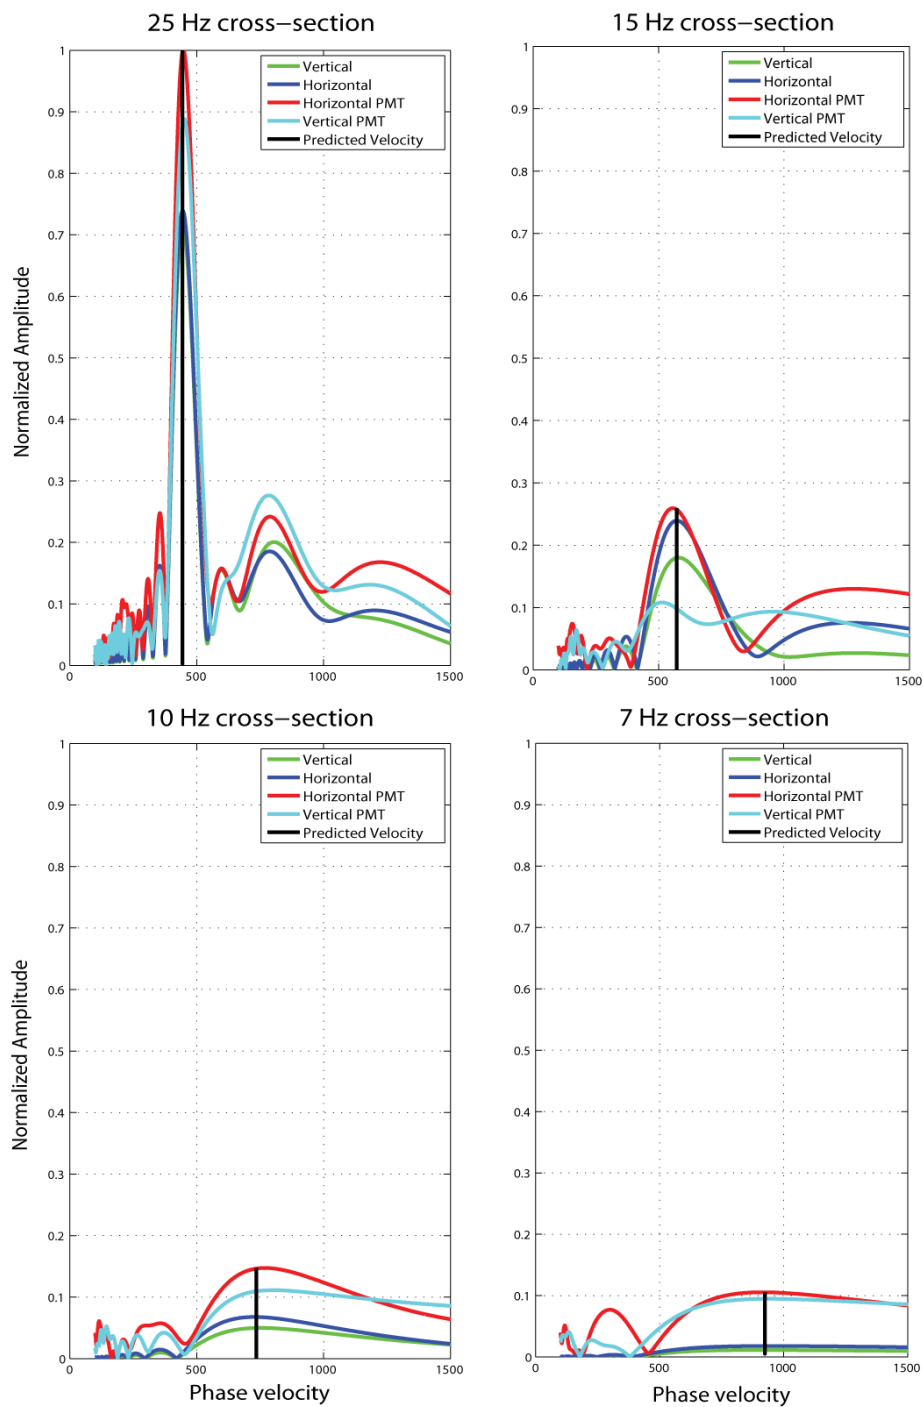 25 Hz cross−section
15 Hz cross−section
1
0.9
0.8
0.7
0.6
0.5
0.4
0.3
0.2
0.1
0
0
500
1000
1500
Normalized Amplitude
Vertical
Horizontal
Horizontal PMT
Vertical PMT
Predicted Velocity
1
0.9
0.8
0.7
0.6
0.5
0.4
0.3
0.2
0.1
0
0
500
1000
1500
Vertical
Horizontal
Horizontal PMT
Vertical PMT
Predicted Velocity
10 Hz cross−section
7 Hz cross−section
1
0.9
0.8
0.7
0.6
0.5
0.4
0.3
0.2
0.1
0
0
500
1000
1500
Normalized Amplitude
Phase velocity
Vertical
Horizontal
Horizontal PMT
Vertical PMT
Predicted Velocity
1
0.9
0.8
0.7
0.6
0.5
0.4
0.3
0.2
0.1
0
0
500
1000
1500
Phase velocity
Vertical
Horizontal
Horizontal PMT
Vertical PMT
Predicted Velocity